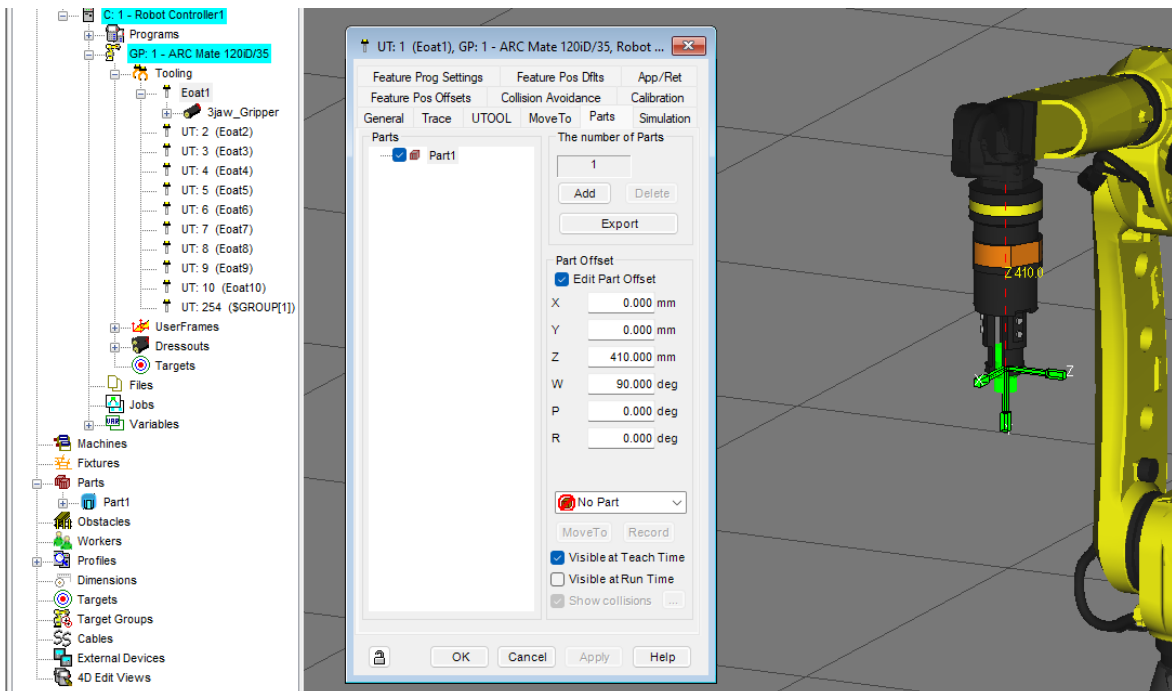 C: 1 - Robot Controller1
Programs
GP: 1 - ARC Mate 120iD/35
Tooling
Eoat1
3jaw_Gripper
UT: 2 (Eoat2)
UT: 3 (Eoat3)
UT: 4 (Eoat4)
UT: 5 (Eoat5)
UT: 6 (Eoat6)
UT: 7 (Eoat7)
UT: 8 (Eoat8)
UT: 9 (Eoat9)
UT: 10 (Eoat10)
UT: 254 ($GROUP[1])
UserFrames
Dressouts
Targets
Files
Jobs
Variables
Machines
Fixtures
Parts
Part1
Obstacles
Workers
Profiles
Dimensions
Targets
Target Groups
Cables
External Devices
4D Edit Views
UT: 1 (Eoat1), GP: 1 - ARC Mate 120iD/35, Robot ...
Feature Prog Settings Feature Pos Dflts App/Ret
Feature Pos Offsets Collision Avoidance Calibration
General Trace UTOOL MoveTo Parts Simulation
Parts
Part1
The number of Parts
1
Add Delete
Export
Part Offset
Edit Part Offset
X 0.000 mm
Y 0.000 mm
Z 410.000 mm
W 90.000 deg
P 0.000 deg
R 0.000 deg
No Part
MoveTo Record
Visible at Teach Time
Visible at Run Time
Show collisions ...
OK Cancel Apply Help
Z 410.0
X
Z